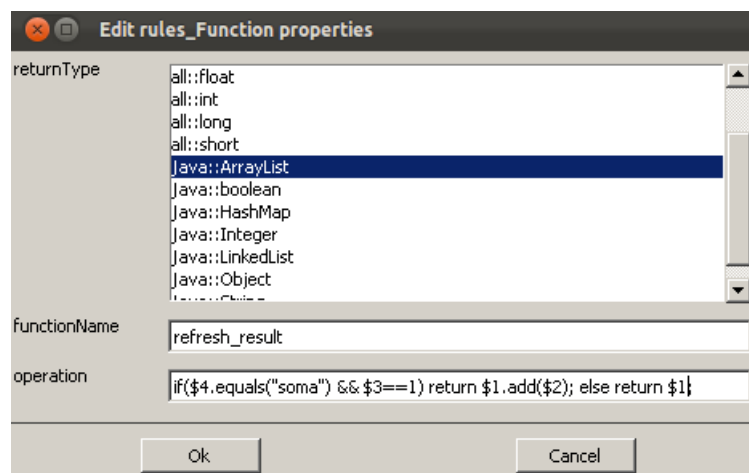 Edit rules_Function properties
returnType
all::float
all::int
all::long
all::short
Java::ArrayList
Java::boolean
Java::HashMap
Java::Integer
Java::LinkedList
Java::Object
functionName
refresh_result
operation
if($4.equals("soma") && $3==1) return $1.add($2); else return $1;
Ok
Cancel